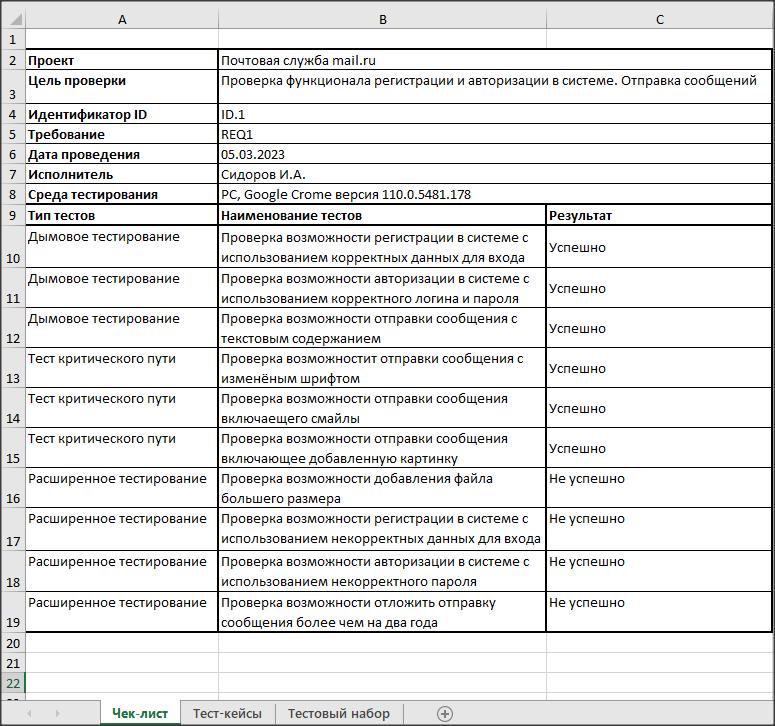 A B C
1
2 Проект Почтовая служба mail.ru
3 Цель проверки Проверка функционала регистрации и авторизации в системе. Отправка сообщений
4 Идентификатор ID ID.1
5 Требование REQ1
6 Дата проведения 05.03.2023
7 Исполнитель Сидоров И.А.
8 Среда тестирования PC, Google Crome версия 110.0.5481.178
9 Тип тестов Наименование тестов Результат
Дымовое тестирование Проверка возможности регистрации в системе с
10 использованием корректных данных для входа Успешно
Дымовое тестирование Проверка возможности авторизации в системе с
11 использованием корректного логина и пароля Успешно
Дымовое тестирование Проверка возможности отправки сообщения с
12 текстовым содержанием Успешно
Тест критического пути Проверка возможностит отправки сообщения с
13 изменёным шрифтом Успешно
Тест критического пути Проверка возможности отправки сообщения
14 включаещего смайлы Успешно
Тест критического пути Проверка возможности отправки сообщения
15 включающее добавленную картинку Успешно
Расширенное тестирование Проверка возможности добавления файла Не успешно
16 большего размера
Расширенное тестирование Проверка возможности регистрации в системе с Не успешно
17 использованием некорректных данных для входа
Расширенное тестирование Проверка возможности авторизации в системе с Не успешно
18 использованием некорректного пароля
Расширенное тестирование Проверка возможности отложить отправку Не успешно
19 сообщения более чем на два года
20
21
22
Чек-лист Тест-кейсы Тестовый набор